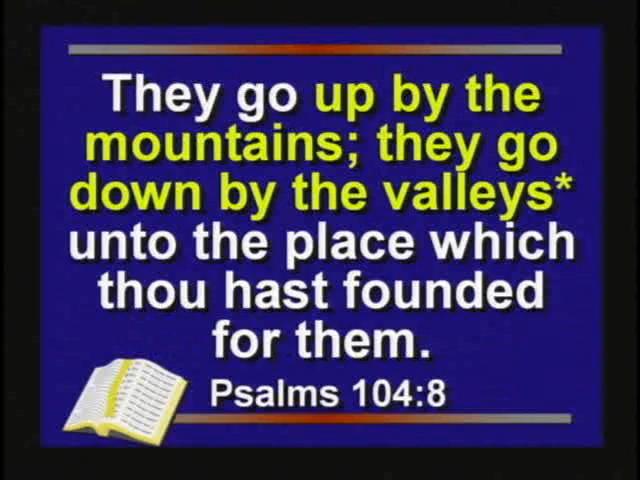 They go up by the
mountains; they go
down by the valleys*
unto the place which
thou hast founded
for them.
Psalms 104:8